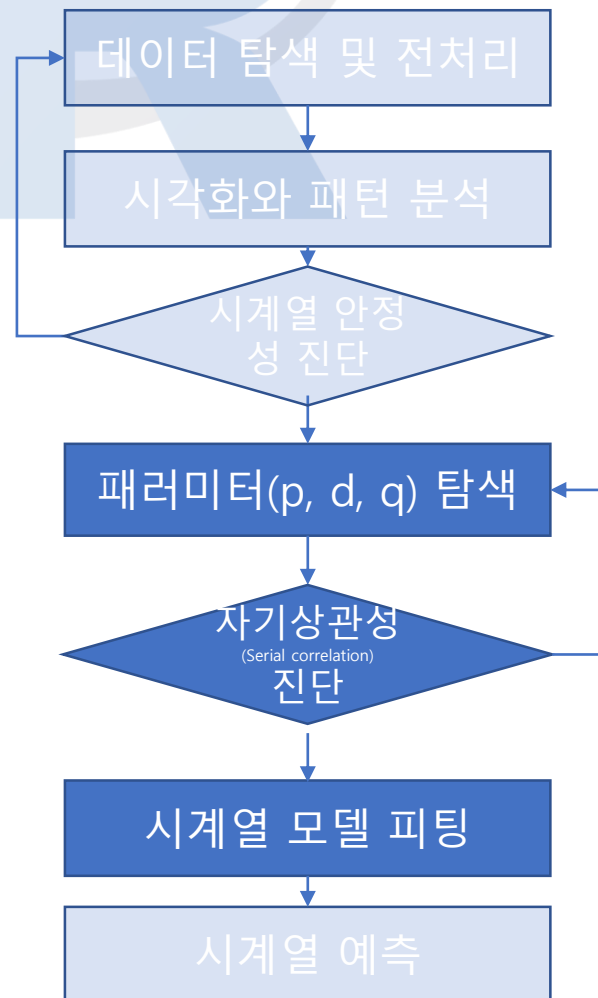 데이터 탐색 및 전처리
시각화와 패턴 분석
시계열 안정
성 진단
패러미터(p, d, q) 탐색
자기상관성
(Serial correlation)
진단
시계열 모델 피팅
시계열 예측